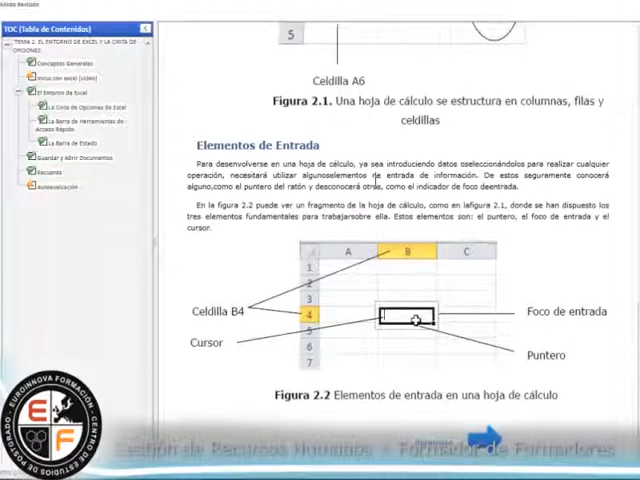 Modo Revisión
TOC (Tabla de Contenidos)
TEMA 2. EL ENTORNO DE EXCEL Y LA CINTA DE
OPCIONES
Conceptos Generales
Inicio con excel (vídeo)
El Entorno de Excel
La Cinta de Opciones de Excel
La Barra de Herramientas de
Acceso Rápido
La Barra de Estado
Guardar y Abrir Documentos
Recuerda
Autoevaluación
5
Celdilla A6
Figura 2.1. Una hoja de cálculo se estructura en columnas, filas y
celdillas
Elementos de Entrada
Para desenvolverse en una hoja de cálculo, ya sea introduciendo datos oseleccionándolos para realizar cualquier
operación, necesitará utilizar algunoselementos de entrada de información. De estos seguramente conocerá
alguno,como el puntero del ratón y desconocerá otros, como el indicador de foco deentrada.
En la figura 2.2 puede ver un fragmento de la hoja de cálculo, como en lafigura 2.1, donde se han dispuesto los
tres elementos fundamentales para trabajarsobre ella. Estos elementos son: el puntero, el foco de entrada y el
cursor.
A B C
1
2
3
4
5
6
7
Celdilla B4
Cursor
Foco de entrada
Puntero
Figura 2.2 Elementos de entrada en una hoja de cálculo
EUROINNOVA FORMACIÓN - CENTRO DE ESTUDIOS DE POSTGRADO
E F
Gestión de Recursos Humanos - Formador de Formadores